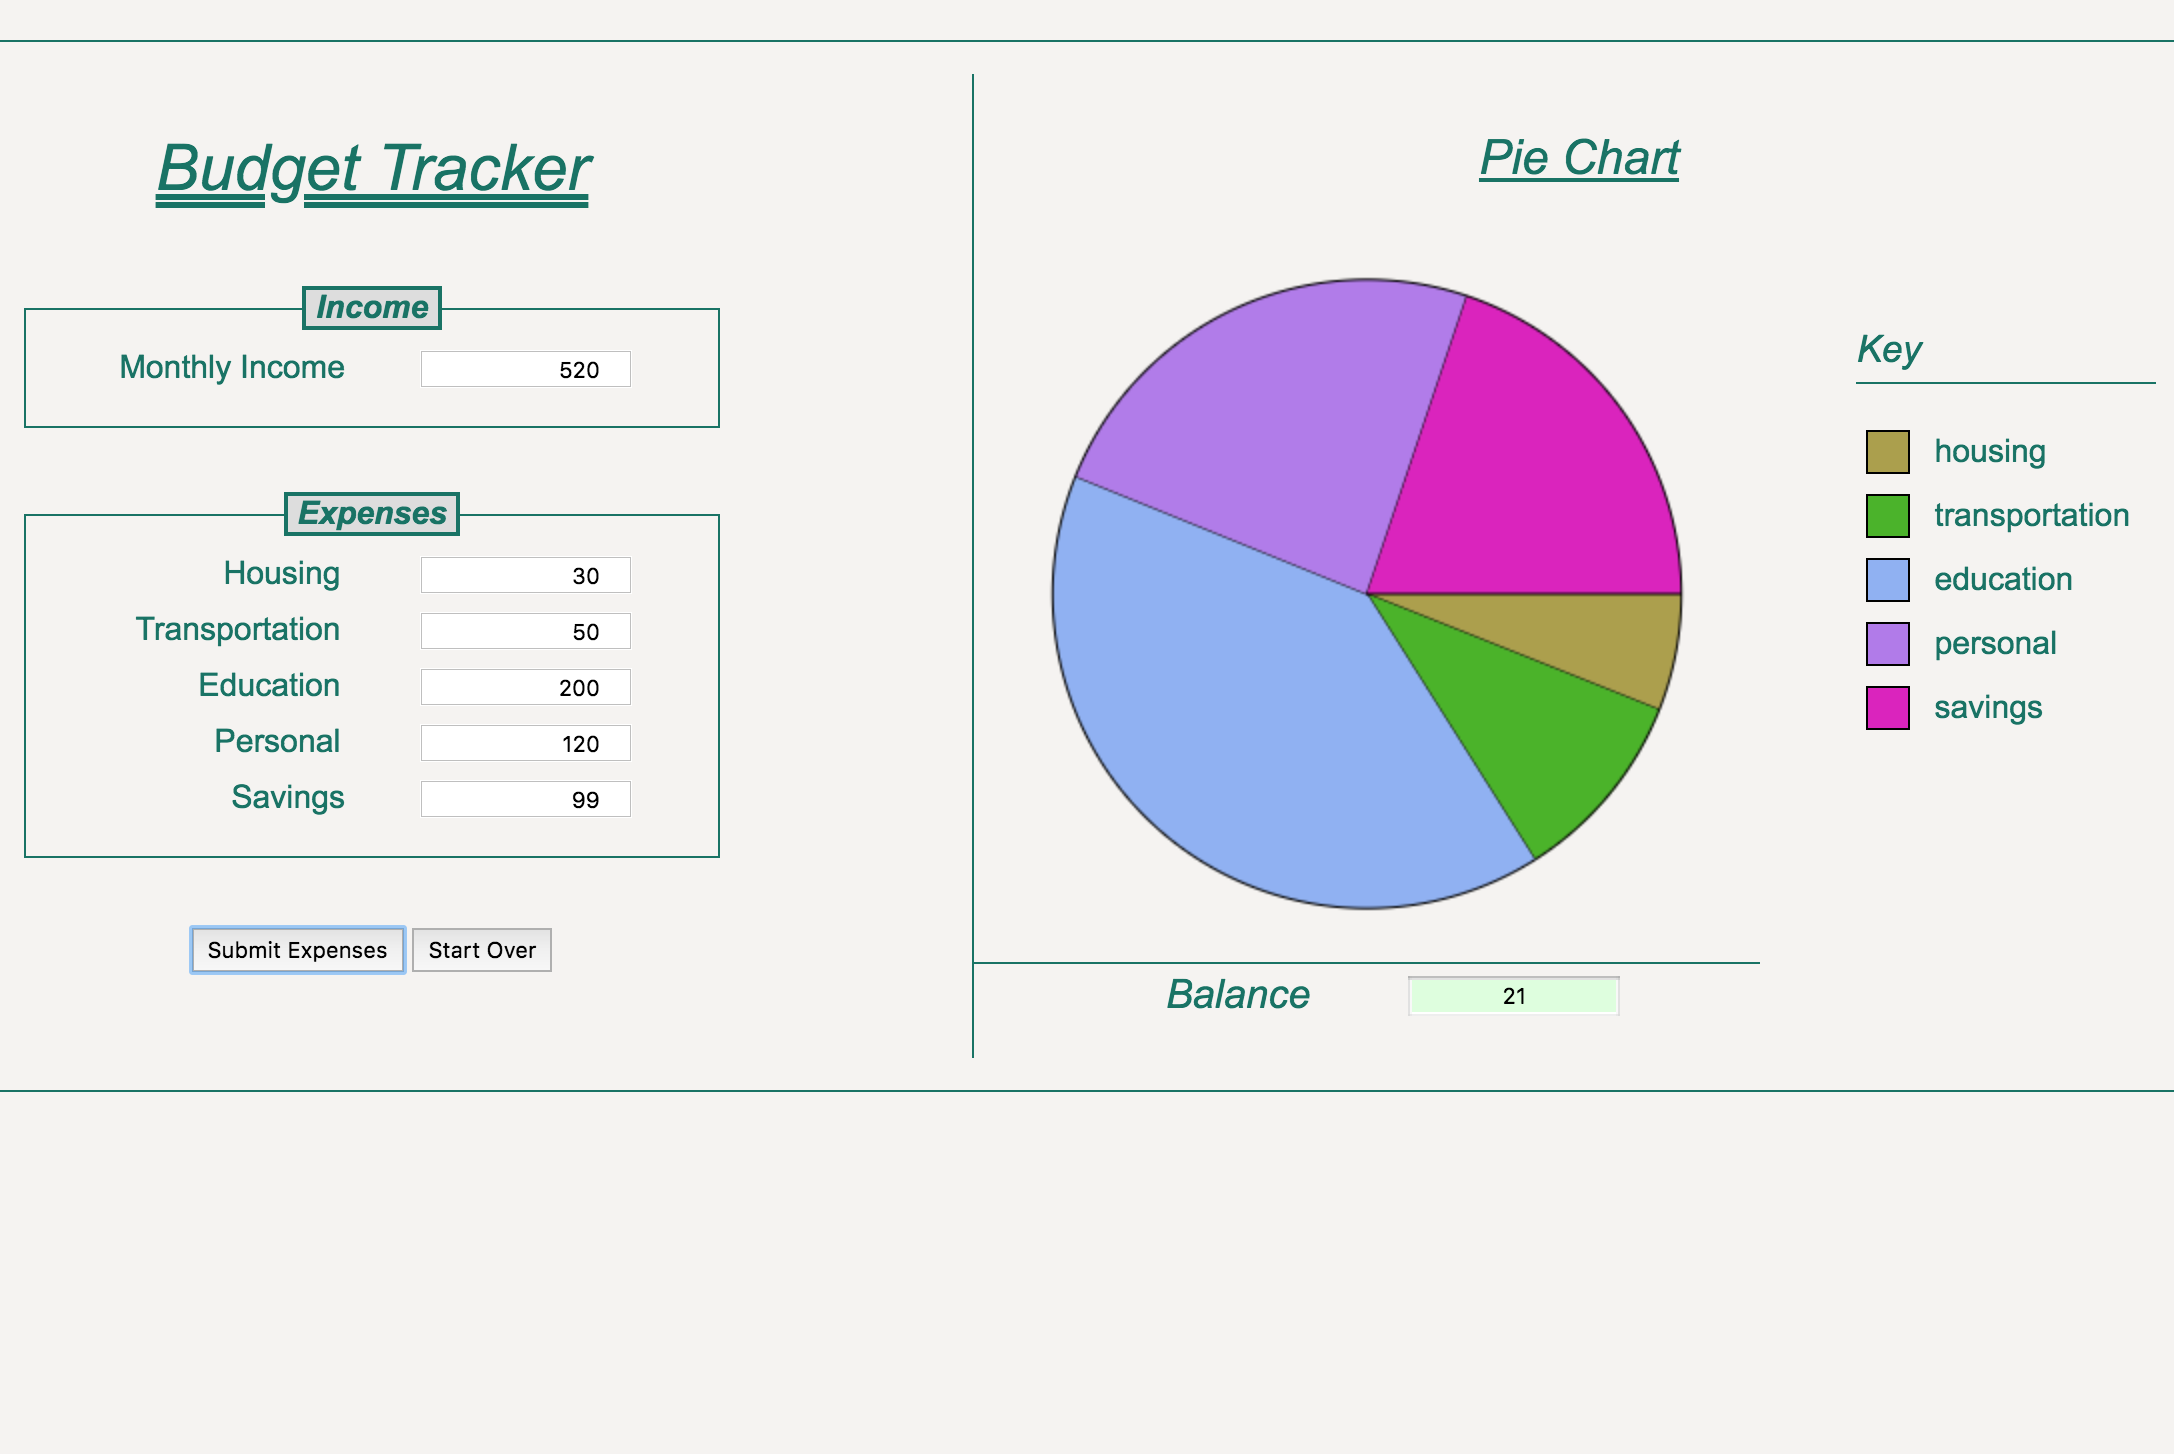 Budget Tracker
Income
Monthly Income 520
Expenses
Housing 30
Transportation 50
Education 200
Personal 120
Savings 99
Submit Expenses Start Over
Pie Chart
Key
housing
transportation
education
personal
savings
Balance 21